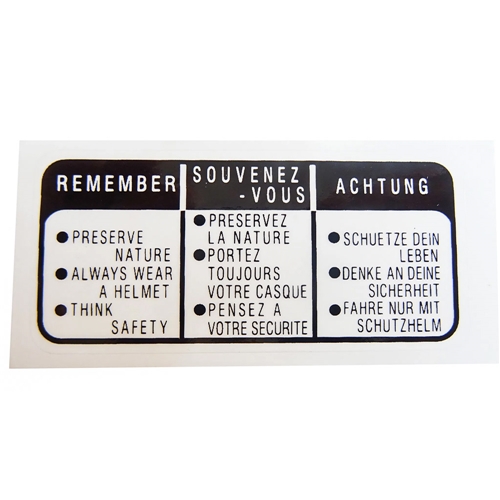 REMEMBER
● PRESERVE
NATURE
● ALWAYS WEAR
A HELMET
● THINK
SAFETY
SOUVENEZ
-VOUS
● PRESERVEZ
LA NATURE
● PORTEZ
TOUJOURS
VOTRE CASQUE
● PENSEZ A
VOTRE SECURITE
ACHTUNG
● SCHUETZE DEIN
LEBEN
● DENKE AN DEINE
SICHERHEIT
● FAHRE NUR MIT
SCHUTZHELM